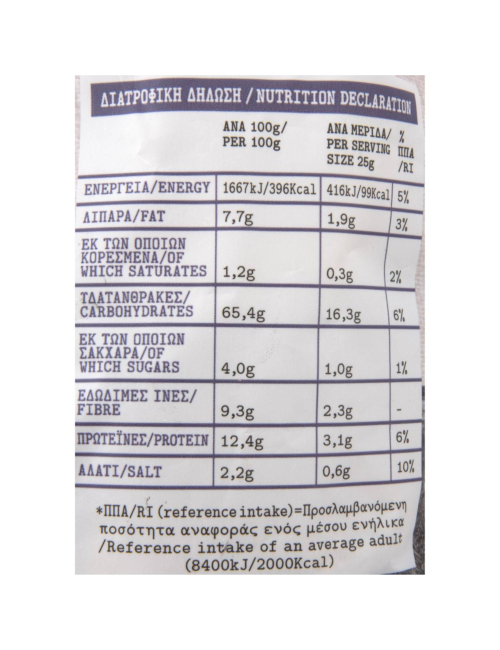 ΔΙΑΤΡΟΦΙΚΗ ΔΗΛΩΣΗ / NUTRITION DECLARATION
ΑΝΑ 100g/
PER 100g
ΑΝΑ ΜΕΡΙΔΑ/
PER SERVING
SIZE 25g
%
ΠΠΑ
/RI
ΕΝΕΡΓΕΙΑ/ENERGY 1667kJ/396Kcal 416kJ/99Kcal 5%
ΛΙΠΑΡΑ/FAT 7,7g 1,9g 3%
ΕΚ ΤΩΝ ΟΠΟΙΩΝ
ΚΟΡΕΣΜΕΝΑ/OF
WHICH SATURATES 1,2g 0,3g 2%
ΥΔΑΤΑΝΘΡΑΚΕΣ/
CARBOHYDRATES 65,4g 16,3g 6%
ΕΚ ΤΩΝ ΟΠΟΙΩΝ
ΣΑΚΧΑΡΑ/OF
WHICH SUGARS 4,0g 1,0g 1%
ΕΔΩΔΙΜΕΣ ΙΝΕΣ/
FIBRE 9,3g 2,3g -
ΠΡΩΤΕΪΝΕΣ/PROTEIN 12,4g 3,1g 6%
ΑΛΑΤΙ/SALT 2,2g 0,6g 10%
*ΠΠΑ/RI (reference intake)=Προσλαμβανόμενη
ποσότητα αναφοράς ενός μέσου ενήλικα
/Reference intake of an average adult
(8400kJ/2000Kcal)